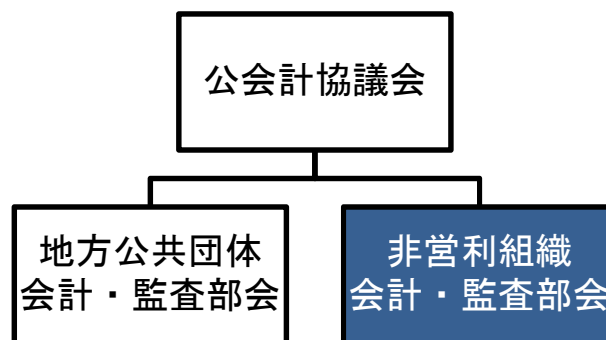 公会計協議会
地方公共団体
会計・監査部会
非営利組織
会計・監査部会